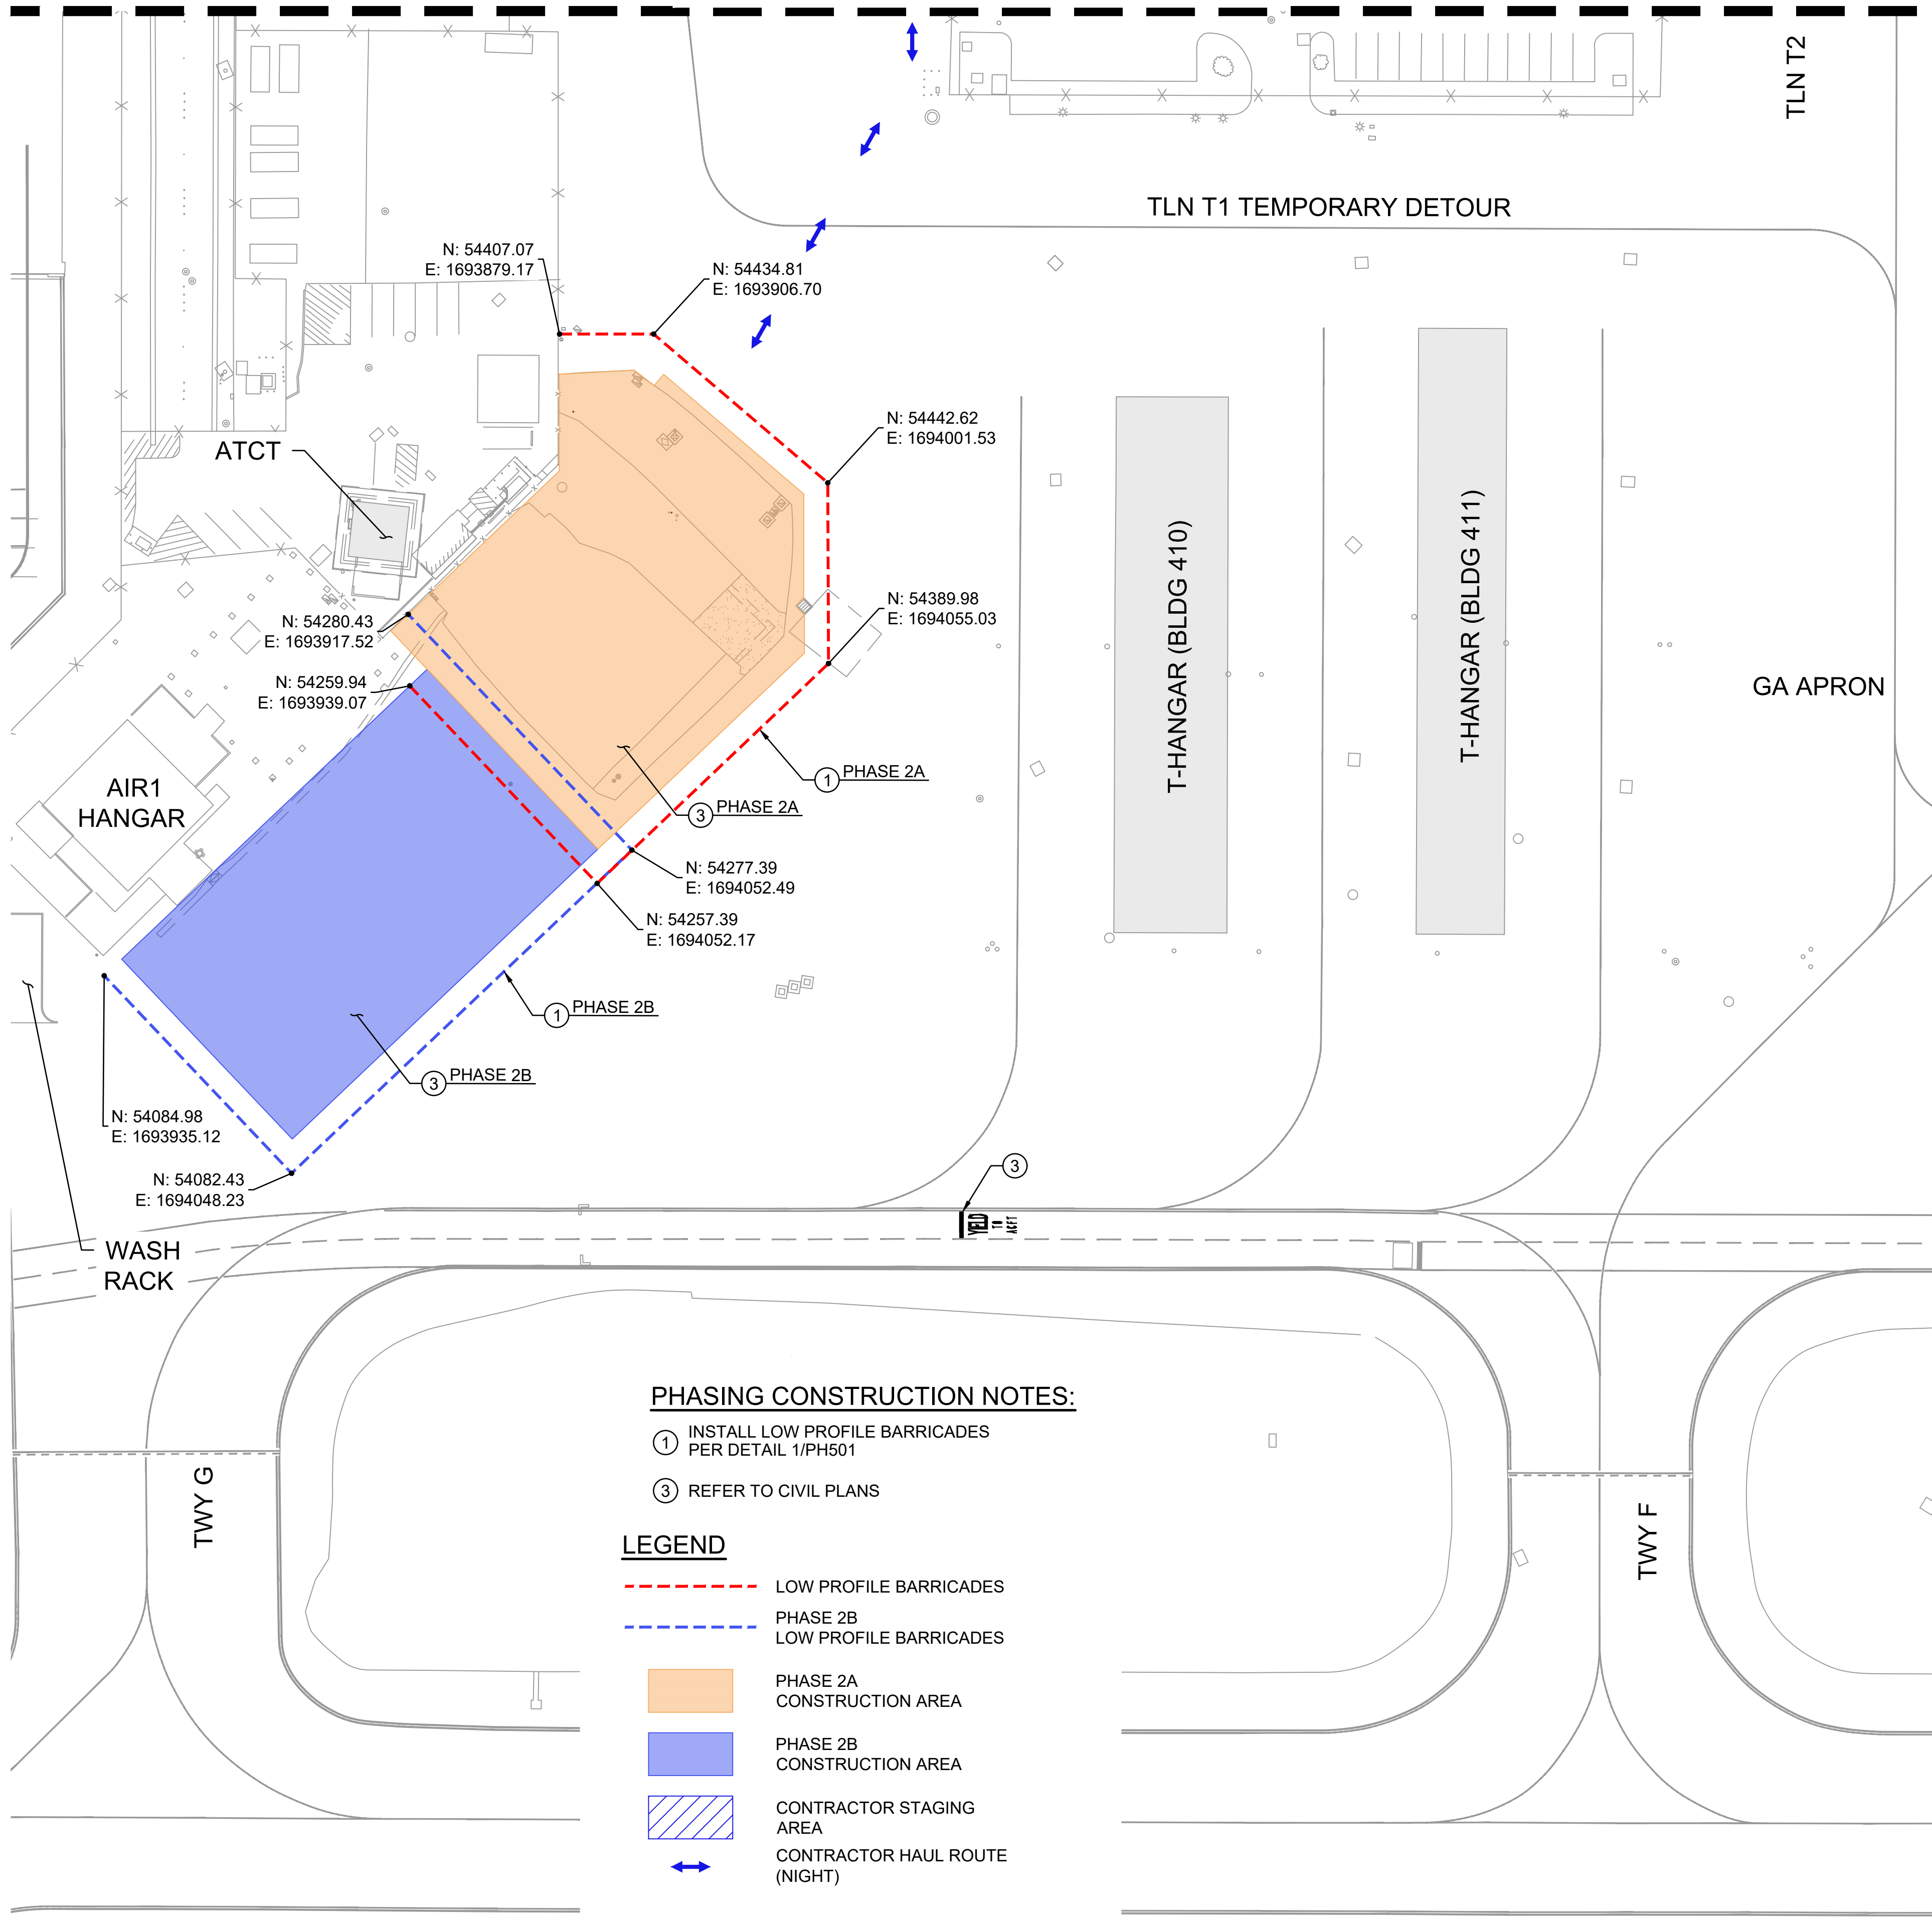 TLN T2
TLN T1 TEMPORARY DETOUR
N: 54407.07
E: 1693879.17
N: 54434.81
E: 1693906.70
N: 54442.62
E: 1694001.53
ATCT
T-HANGAR (BLDG 410)
T-HANGAR (BLDG 411)
N: 54389.98
E: 1694055.03
N: 54280.43
E: 1693917.52
N: 54259.94
E: 1693939.07
GA APRON
AIR1
HANGAR
1 PHASE 2A
3 PHASE 2A
N: 54277.39
E: 1694052.49
N: 54257.39
E: 1694052.17
1 PHASE 2B
3 PHASE 2B
N: 54084.98
E: 1693935.12
N: 54082.43
E: 1694048.23
3
YIELD
TO
ACFT
WASH
RACK
TWY G
TWY F
PHASING CONSTRUCTION NOTES:
1 INSTALL LOW PROFILE BARRICADES
PER DETAIL 1/PH501
3 REFER TO CIVIL PLANS
LEGEND
LOW PROFILE BARRICADES
PHASE 2B
LOW PROFILE BARRICADES
PHASE 2A
CONSTRUCTION AREA
PHASE 2B
CONSTRUCTION AREA
CONTRACTOR STAGING
AREA
CONTRACTOR HAUL ROUTE
(NIGHT)